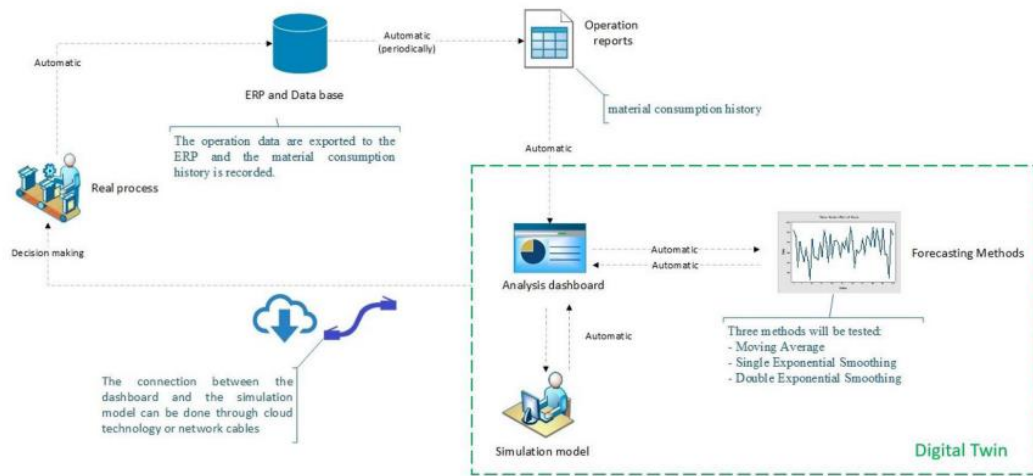 Operation
reports
Automatic
(periodically)
Automatic
ERP and Data base
material consumption history
The operation data are exported to the
ERP and the material consumption
history is recorded.
Automatic
Real process
Decision making
Automatic
Automatic
Forecasting Methods
Analysis dashboard
Automatic
Three methods will be tested:
- Moving Average
- Single Exponential Smoothing
- Double Exponential Smoothing
The connection between the
dashboard and the simulation
model can be done through cloud
technology or network cables
Simulation model
Digital Twin